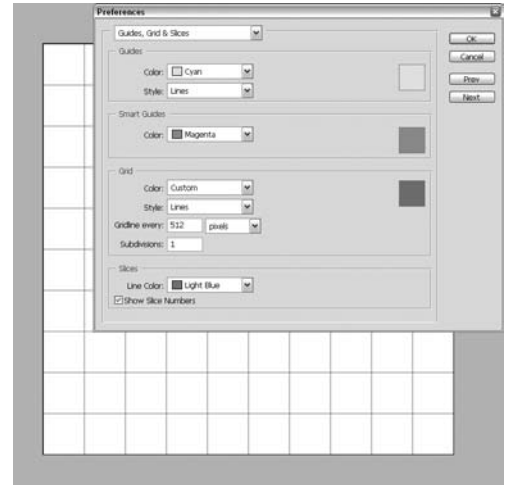 Preferences
Guides, Grid & Slices
OK
Cancel
Prev
Next
Guides
Color: Cyan
Style: Lines
Smart Guides
Color: Magenta
Grid
Color: Custom
Style: Lines
Gridline every: 512 pixels
Subdivisions: 1
Slices
Line Color: Light Blue
Show Slice Numbers